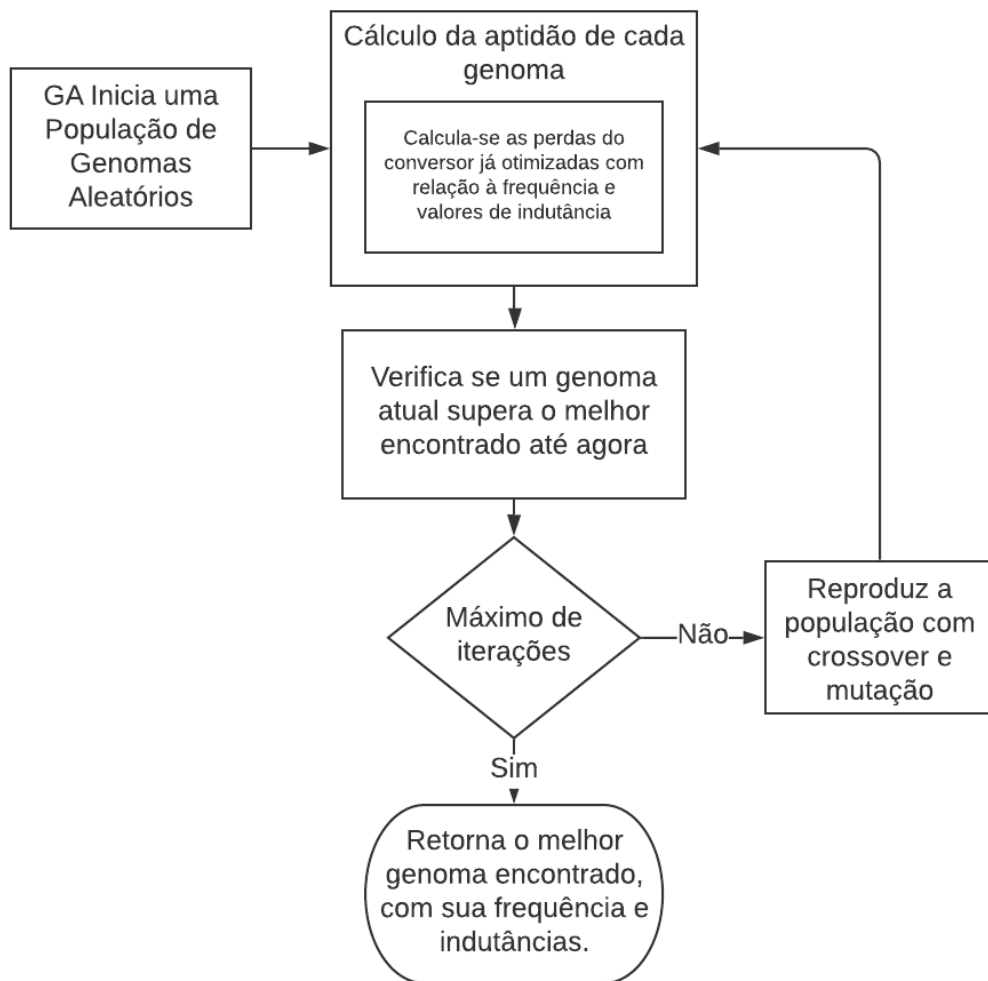 GA Inicia uma
População de
Genomas
Aleatórios
Cálculo da aptidão de cada
genoma
Calcula-se as perdas do
conversor já otimizadas com
relação à frequência e
valores de indutância
Verifica se um genoma
atual supera o melhor
encontrado até agora
Máximo de
iterações
Não
Reproduz a
população com
crossover e
mutação
Sim
Retorna o melhor
genoma encontrado,
com sua frequência e
indutâncias.